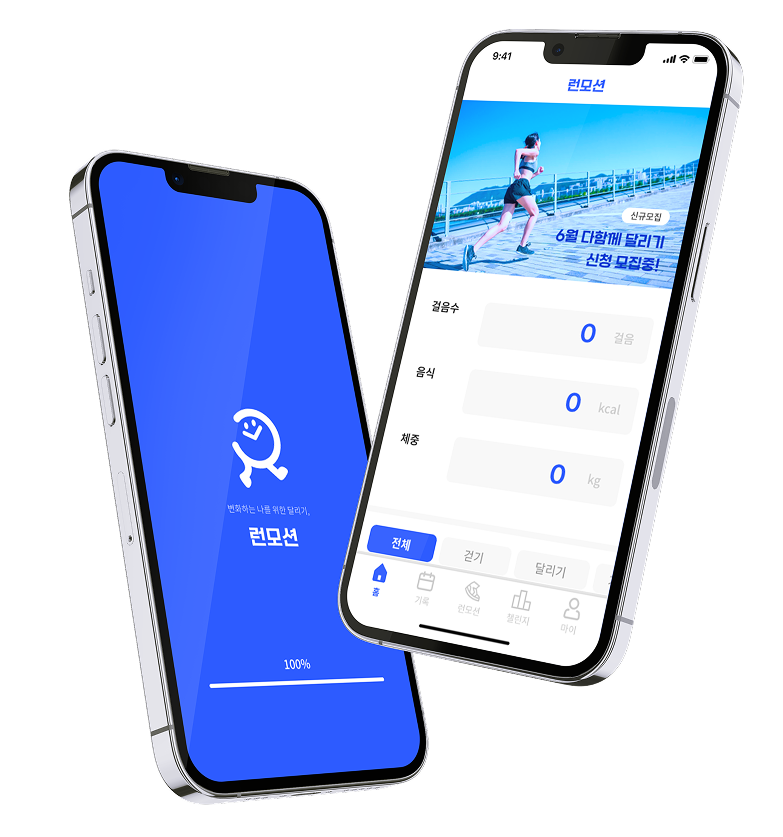 변화하는 나를 위한 달리기,
런모션
100%
9:41
런모션
신규모집
6월 다함께 달리기
신청 모집중!
걸음수
0 걸음
음식
0 kcal
체중
0 kg
전체 걷기 달리기
홈 기록 런모션 챌린지 마이